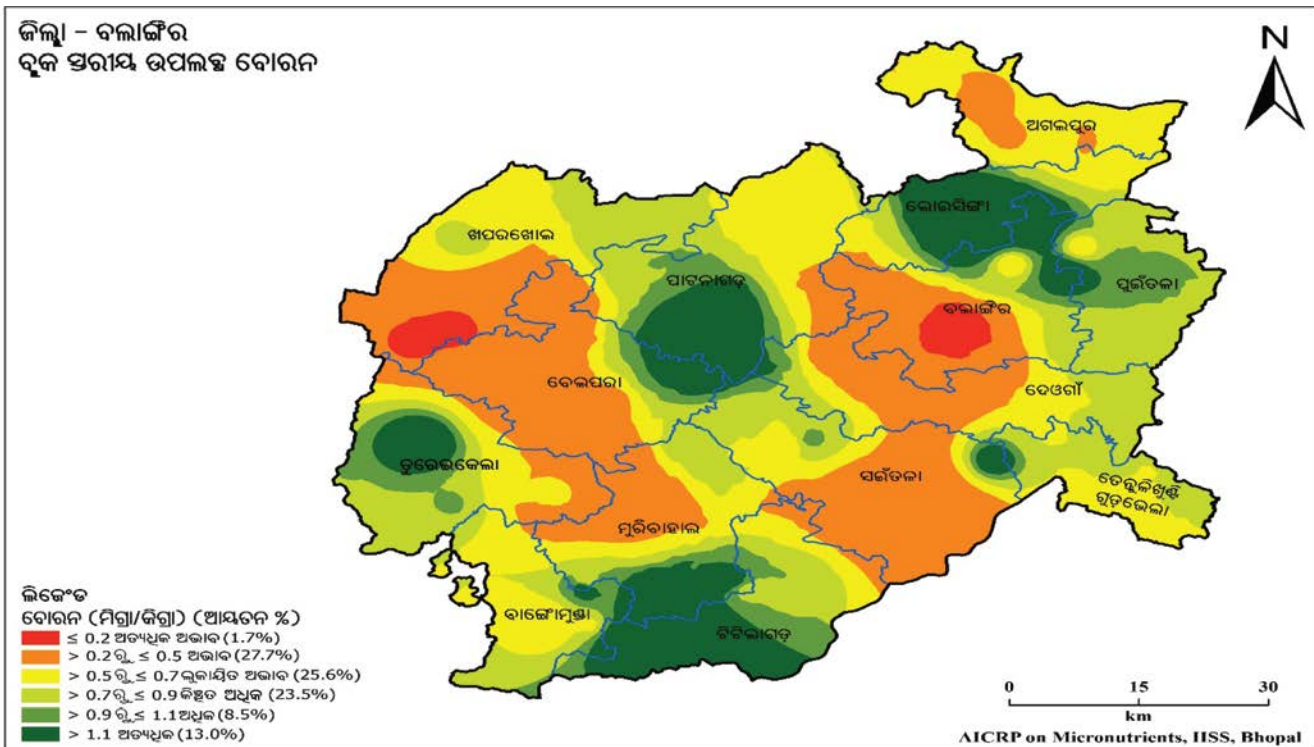 ଜିଲ୍ଲା – ବଲାଙ୍ଗିର
ବ୍ଲକ ସ୍ତରୀୟ ଉପଲବ୍ଧ ବୋରନ
N
ଅଗଲପୁର
ଲୋଇସିଂଘା
ଖପରାଖୋଲ
ପାଟନାଗଡ଼
ପୁଇଁତଳା
ବଲାଙ୍ଗିର
ବେଲପରା
ଦେଓଗାଁ
ତୁରେଇକେଲା
ସଇଁତଳା
ତେନ୍ତୁଳିଖୁଣ୍ଟି
ଗୁଡ଼ଭେଲା
ମୁରିବାହାଲ
ବାଙ୍ଗୋମୁଣ୍ଡା
ଟିଟିଲାଗଡ଼
ଲିଜେଂଡ
ବୋରନ (ମିଗ୍ରା/କିଗ୍ରା) (ଆୟତନ %)
≤ 0.2 ଅତ୍ୟଧିକ ଅଭାବ (1.7%)
> 0.2 ରୁ ≤ 0.5 ଅଭାବ (27.7%)
> 0.5 ରୁ ≤ 0.7 ଲୁକାୟିତ ଅଭାବ (25.6%)
> 0.7 ରୁ ≤ 0.9 କିଞ୍ଚିତ ଅଧିକ (23.5%)
> 0.9 ରୁ ≤ 1.1 ଅଧିକ (8.5%)
> 1.1 ଅତ୍ୟଧିକ (13.0%)
0 15 30
km
AICRP on Micronutrients, IISS, Bhopal